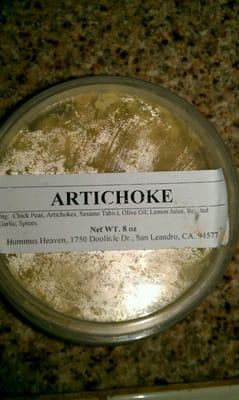 ARTICHOKE
ing: Chick Peas, Artichokes, Sesame Tahini, Olive Oil, Lemon Juice,
Garlic, Spices.
Net WT. 8 oz
Hummus Heaven, 1750 Doolittle Dr., San Leandro, CA. 94577